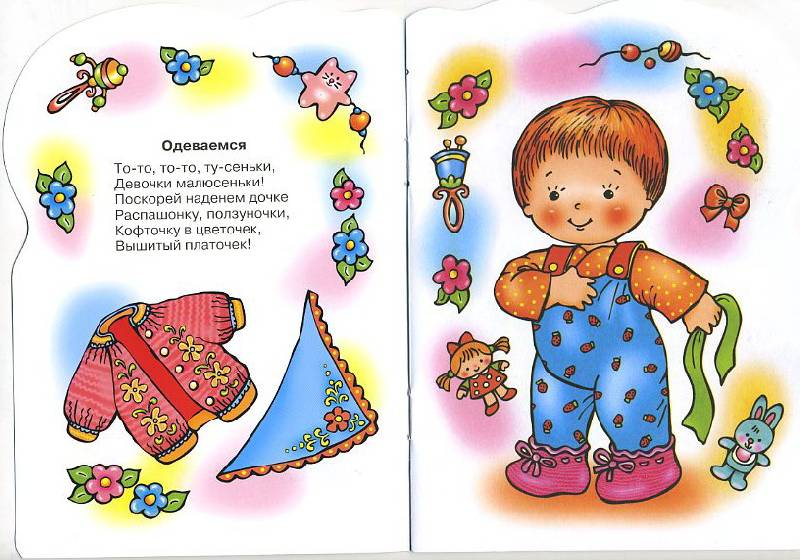 Одеваемся
То-то, то-то, ту-сеньки,
Девочки малюсеньки!
Поскорей наденем дочке
Распашонку, ползуночки,
Кофточку в цветочек,
Вышитый платочек!